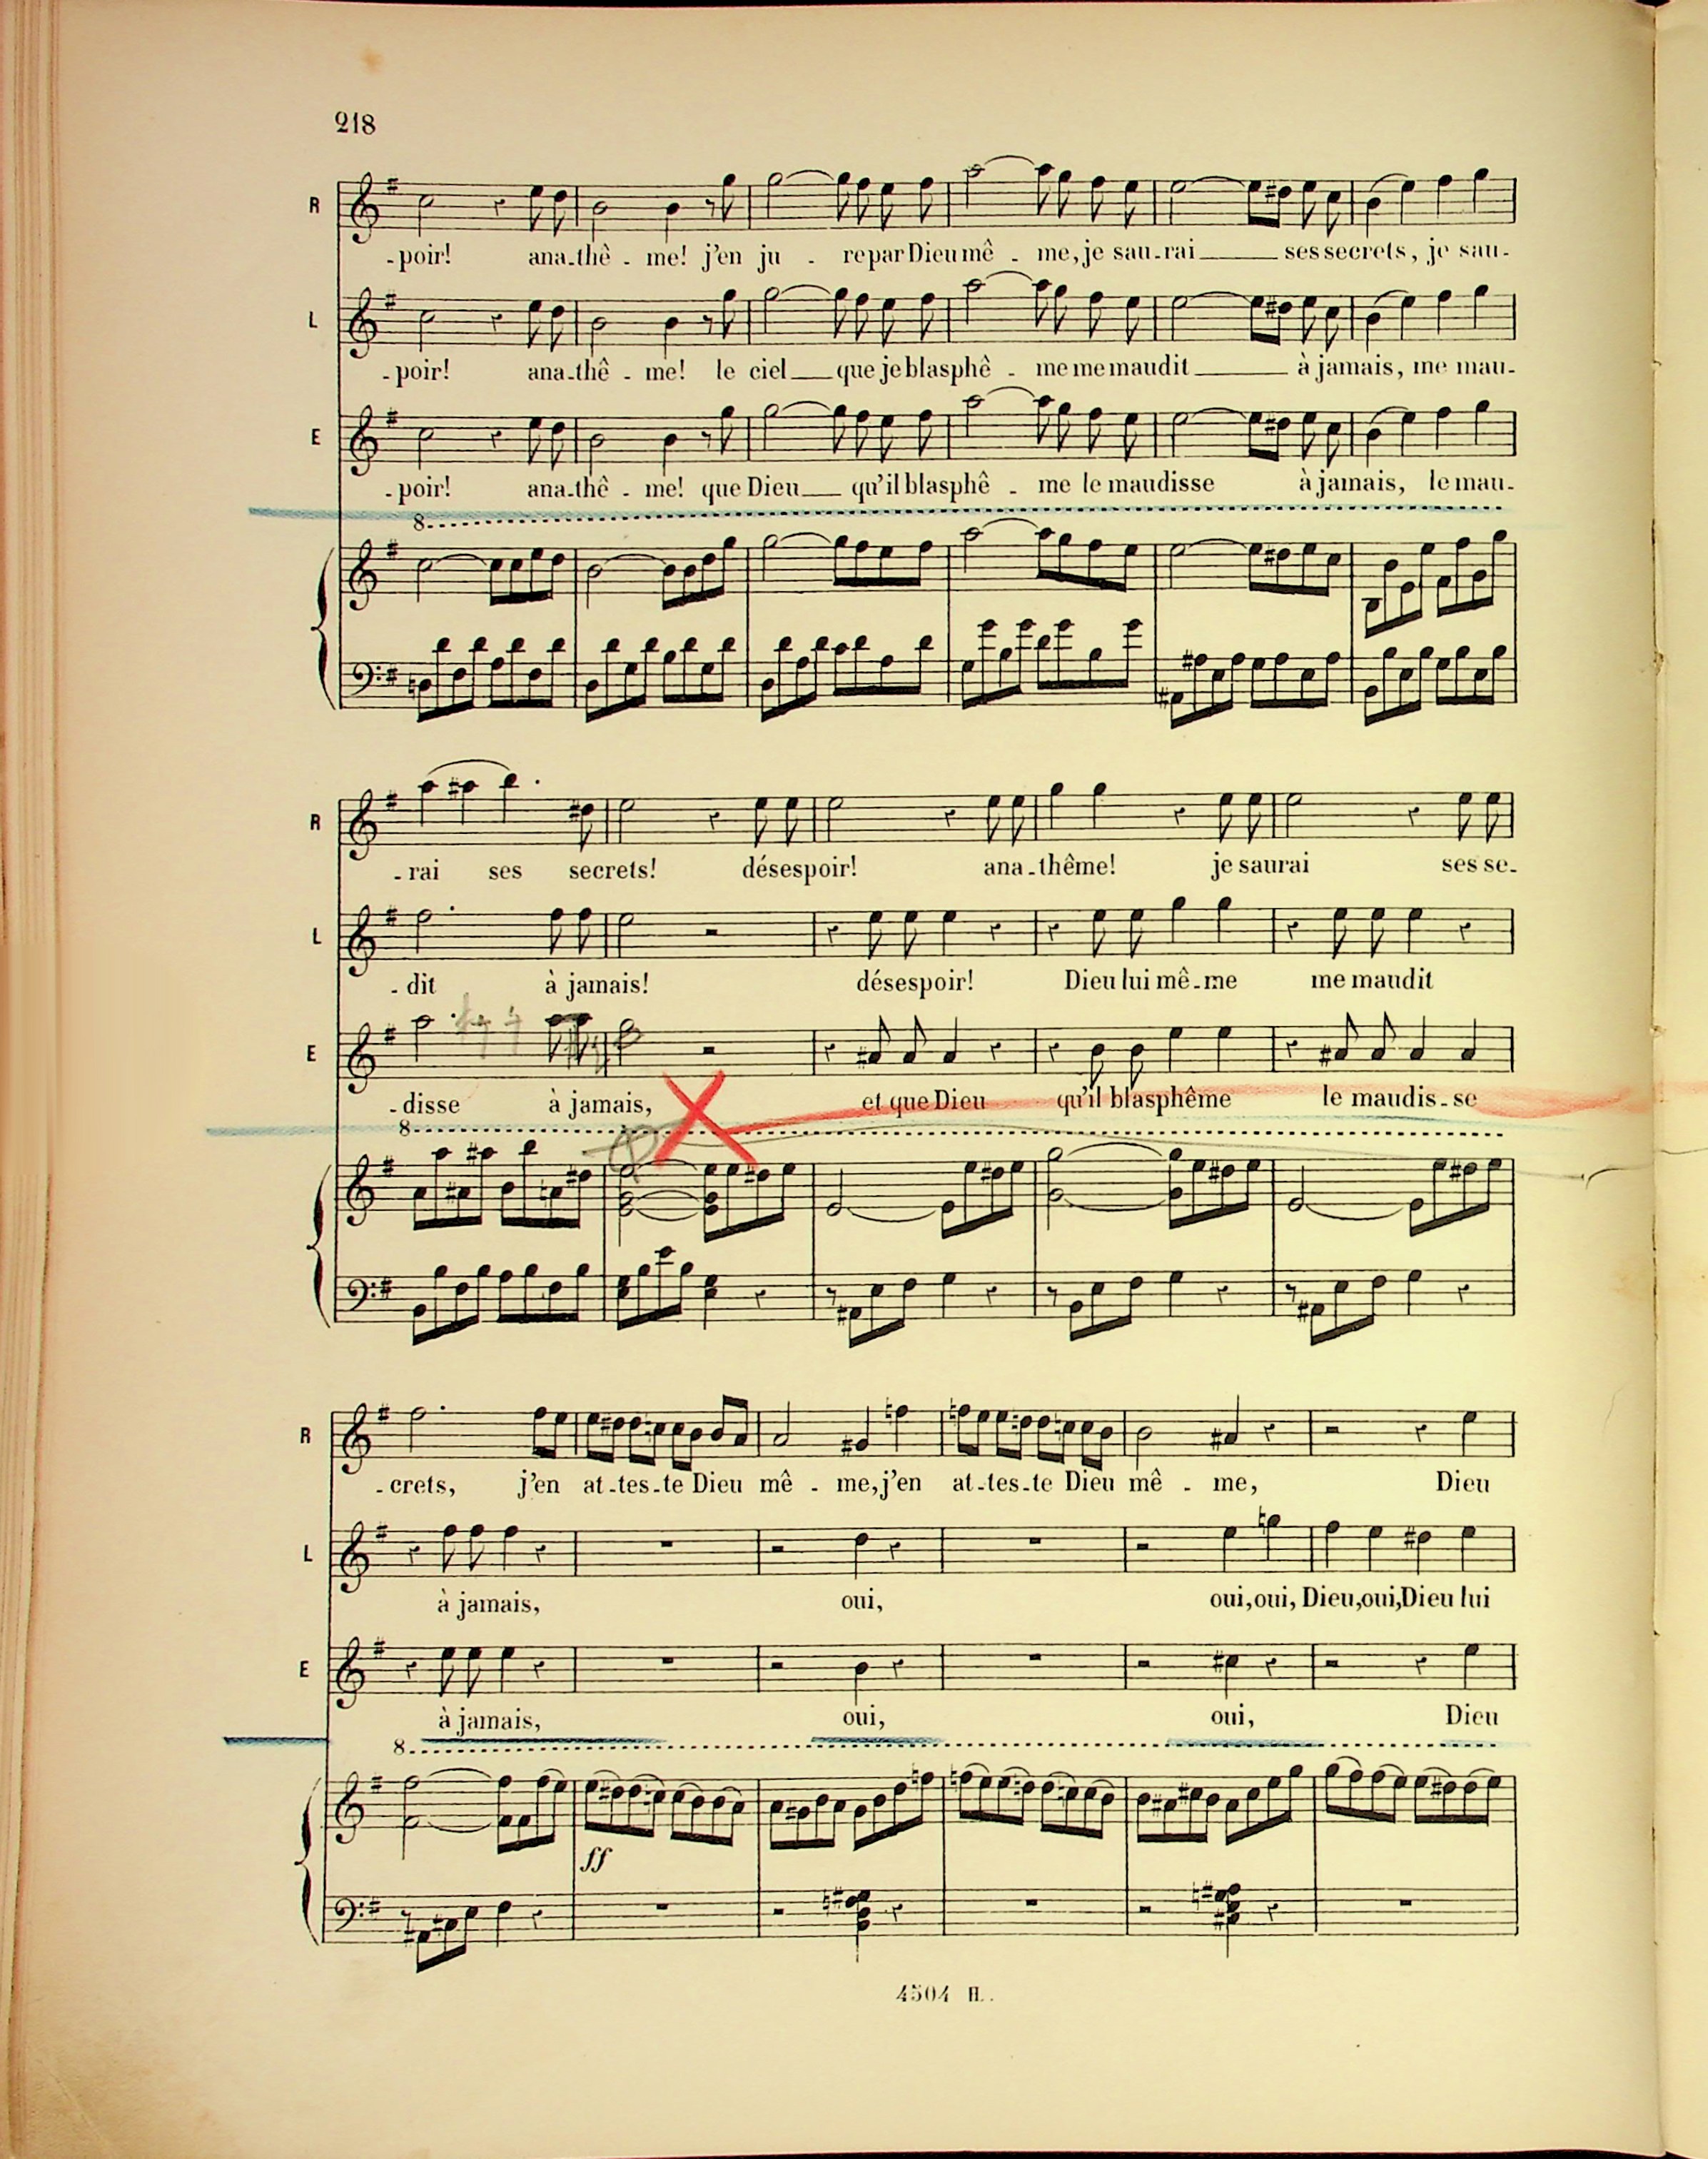 218
R
-poir! ana-thê - me! j'en ju - re par Dieu mê - me, je sau-rai ses secrets, je sau-
L
-poir! ana-thê - me! le ciel que je blasphê - me me maudit à jamais, me mau-
E
-poir! ana-thê - me! que Dieu qu'il blasphê - me le maudisse à jamais, le mau-
8
R
-rai ses secrets! désespoir! ana-thême! je saurai ses se-
L
-dit à jamais! désespoir! Dieu lui mê-me me maudit
E
-disse à jamais, et que Dieu qu'il blasphême le maudis-se
8
R
-crets, j'en at-tes-te Dieu mê - me, j'en at-tes-te Dieu mê - me, Dieu
L
à jamais, oui, oui, oui, Dieu, oui, Dieu lui
E
à jamais, oui, oui, Dieu
8
ff
4504 H.